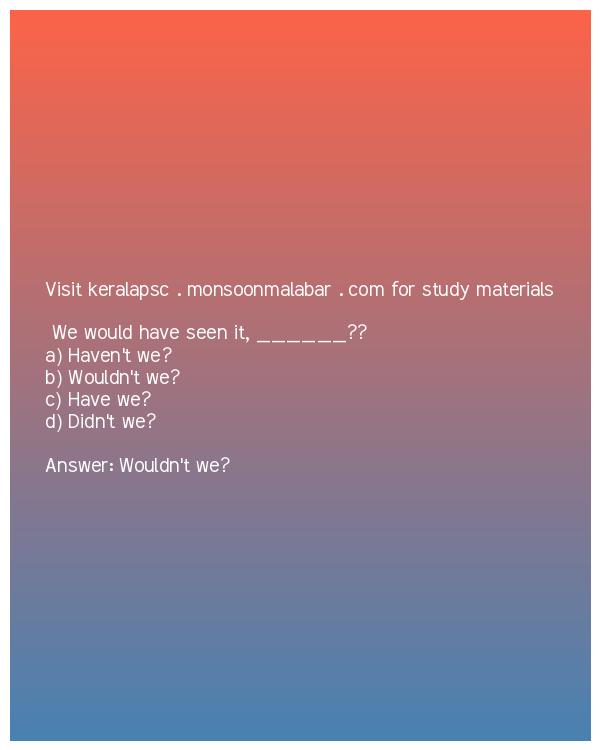 Visit keralapsc . monsoonmalabar . com for study materials
We would have seen it, ______??
a) Haven't we?
b) Wouldn't we?
c) Have we?
d) Didn't we?
Answer: Wouldn't we?